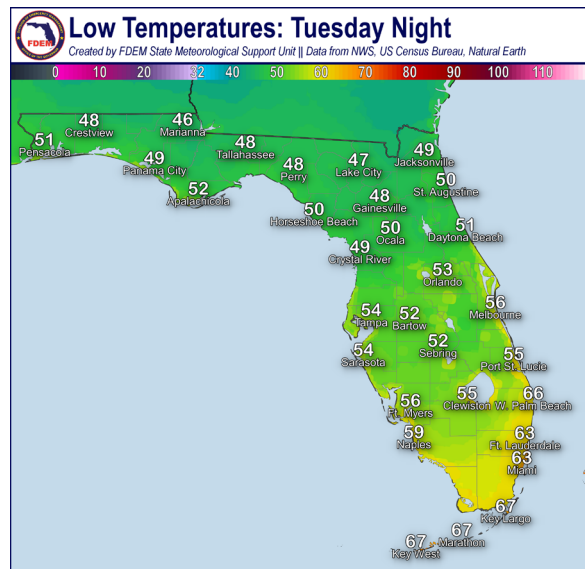 FDEM
Low Temperatures: Tuesday Night
Created by FDEM State Meteorological Support Unit || Data from NWS, US Census Bureau, Natural Earth
0 10 20 32 40 50 60 70 80 90 100 110
48
Crestview
46
Marianna
51
Pensacola
48
Tallahassee
49
Jacksonville
49
Panama City
48
Perry
47
Lake City
52
Apalachicola
50
St. Augustine
48
Gainesville
50
Horseshoe Beach
50
Ocala
51
Daytona Beach
49
Crystal River
53
Orlando
56
Melbourne
54
Tampa
52
Bartow
52
Sebring
54
Sarasota
55
Port St. Lucie
56
Ft. Myers
55
Clewiston
66
W. Palm Beach
59
Naples
63
Ft. Lauderdale
63
Miami
67
Key Largo
67
Marathon
67
Key West